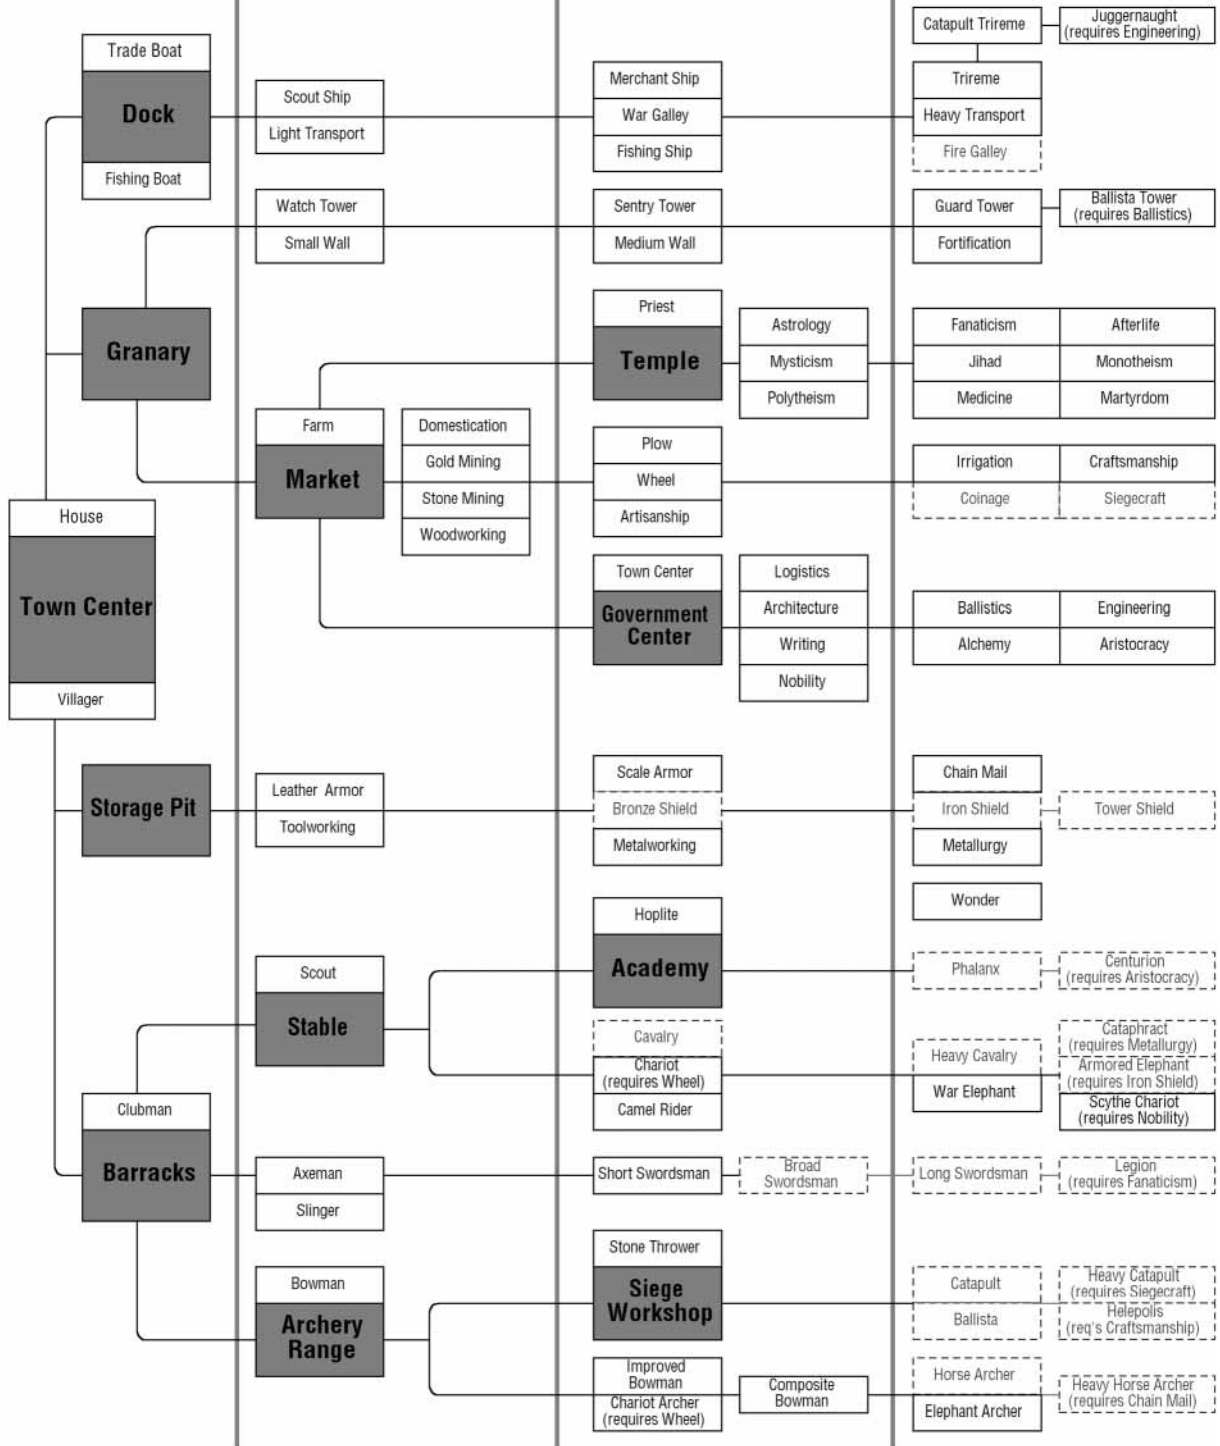 Catapult Trireme
Juggernaught
(requires Engineering)
Trade Boat
Dock
Fishing Boat
Scout Ship
Light Transport
Merchant Ship
War Galley
Fishing Ship
Trireme
Heavy Transport
Fire Galley
Watch Tower
Small Wall
Sentry Tower
Medium Wall
Guard Tower
Fortification
Ballista Tower
(requires Ballistics)
Granary
Priest
Temple
Astrology
Mysticism
Polytheism
Fanaticism
Afterlife
Jihad
Monotheism
Medicine
Martyrdom
Farm
Market
Domestication
Gold Mining
Stone Mining
Woodworking
Plow
Wheel
Artisanship
Irrigation
Craftsmanship
Coinage
Siegecraft
House
Town Center
Villager
Town Center
Government
Center
Logistics
Architecture
Writing
Nobility
Ballistics
Engineering
Alchemy
Aristocracy
Storage Pit
Leather Armor
Toolworking
Scale Armor
Bronze Shield
Metalworking
Chain Mail
Iron Shield
Metallurgy
Tower Shield
Wonder
Hoplite
Academy
Phalanx
Centurion
(requires Aristocracy)
Scout
Stable
Cavalry
Chariot
(requires Wheel)
Camel Rider
Heavy Cavalry
War Elephant
Cataphract
(requires Metallurgy)
Armored Elephant
(requires Iron Shield)
Scythe Chariot
(requires Nobility)
Clubman
Barracks
Axeman
Slinger
Short Swordsman
Broad
Swordsman
Long Swordsman
Legion
(requires Fanaticism)
Stone Thrower
Siege
Workshop
Catapult
Ballista
Heavy Catapult
(requires Siegecraft)
Helepolis
(req's Craftsmanship)
Bowman
Archery
Range
Improved
Bowman
Chariot Archer
(requires Wheel)
Composite
Bowman
Horse Archer
Elephant Archer
Heavy Horse Archer
(requires Chain Mail)